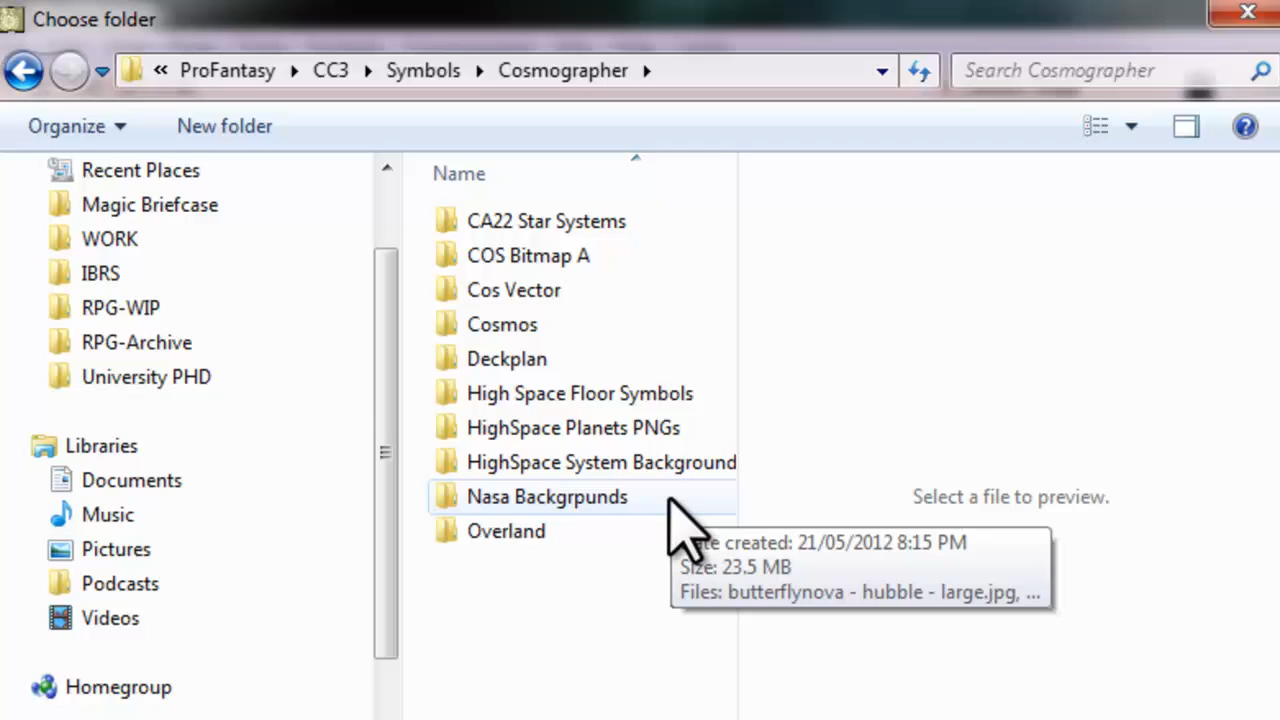 Choose folder
« ProFantasy CC3 Symbols Cosmographer Search Cosmographer
Organize New folder
Recent Places
Magic Briefcase
WORK
IBRS
RPG-WIP
RPG-Archive
University PHD
Libraries
Documents
Music
Pictures
Podcasts
Videos
Homegroup
Name
CA22 Star Systems
COS Bitmap A
Cos Vector
Cosmos
Deckplan
High Space Floor Symbols
HighSpace Planets PNGs
HighSpace System Background
Nasa Backgrpunds
Overland
Select a file to preview.
created: 21/05/2012 8:15 PM
Size: 23.5 MB
Files: butterflynova - hubble - large.jpg, ...